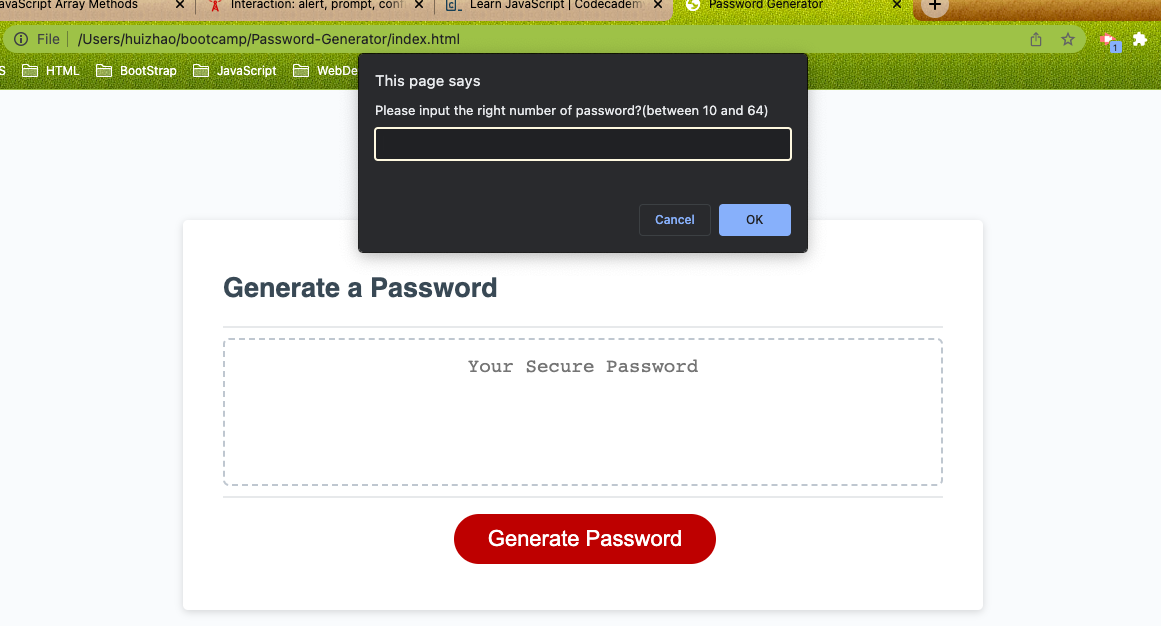 JavaScript Array Methods
Interaction: alert, prompt, conf
Learn JavaScript | Codecadem
Password Generator
File
/Users/huizhao/bootcamp/Password-Generator/index.html
1
S
HTML
BootStrap
JavaScript
WebDe
This page says
Please input the right number of password?(between 10 and 64)
Cancel
OK
Generate a Password
Your Secure Password
Generate Password